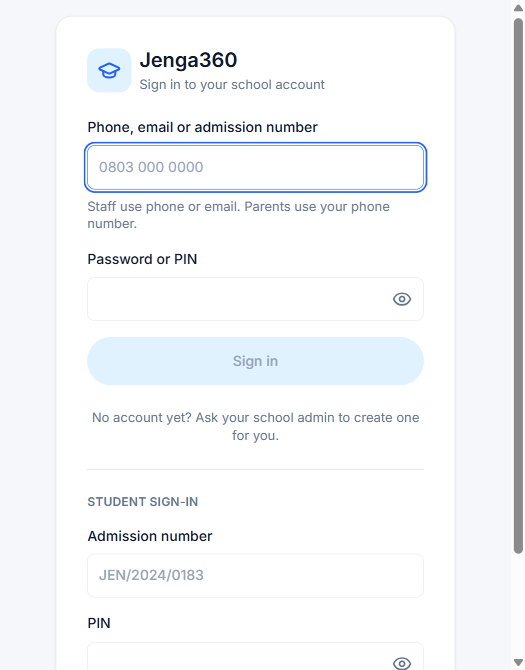 Jenga360
Sign in to your school account
Phone, email or admission number
0803 000 0000
Staff use phone or email. Parents use your phone
number.
Password or PIN
Sign in
No account yet? Ask your school admin to create one
for you.
STUDENT SIGN-IN
Admission number
JEN/2024/0183
PIN